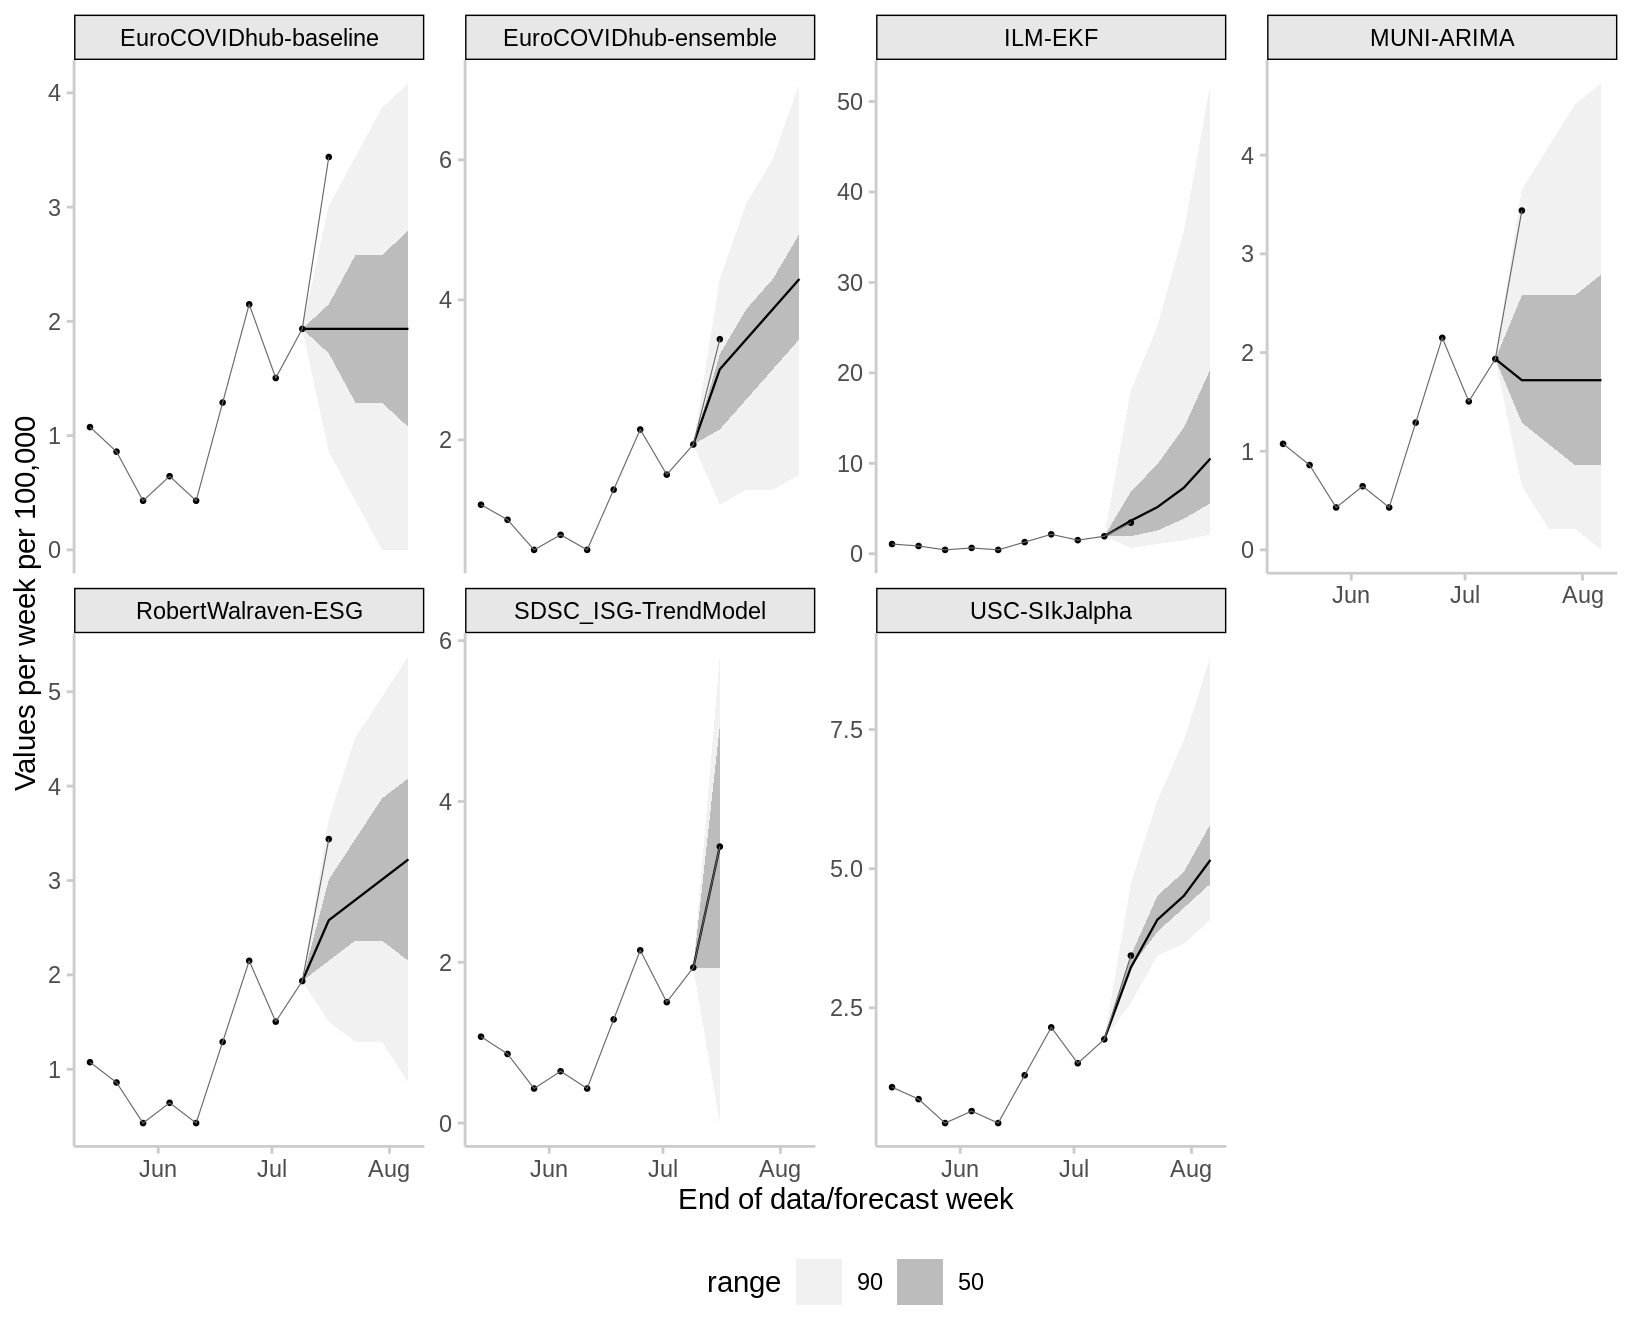 EuroCOVIDhub-baseline
EuroCOVIDhub-ensemble
ILM-EKF
MUNI-ARIMA
4
3
2
1
0
6
4
2
50
40
30
20
10
0
4
3
2
1
0
Jun Jul Aug
Values per week per 100,000
RobertWalraven-ESG
SDSC_ISG-TrendModel
USC-SIkJalpha
5
4
3
2
1
6
4
2
0
7.5
5.0
2.5
Jun Jul Aug
Jun Jul Aug
Jun Jul Aug
End of data/forecast week
range 90 50